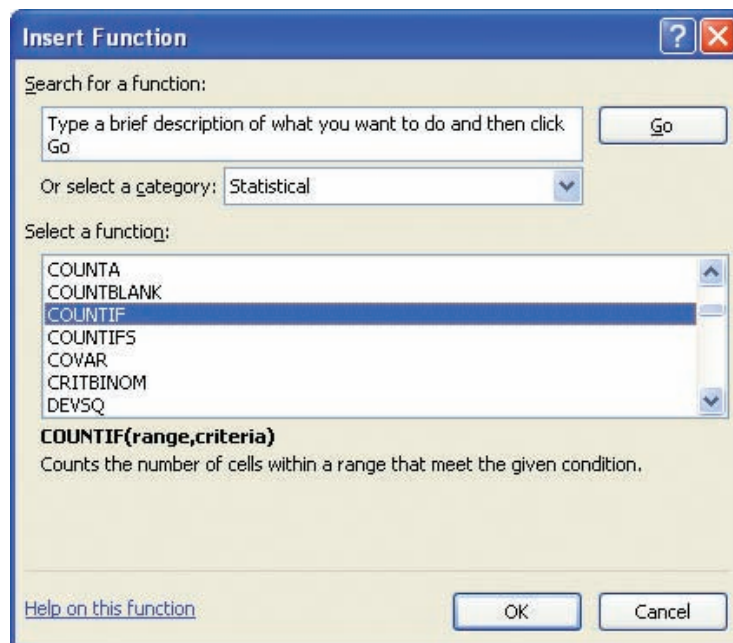 Insert Function
Search for a function:
Type a brief description of what you want to do and then click
Go
Go
Or select a category: Statistical
Select a function:
COUNTA
COUNTBLANK
COUNTIF
COUNTIFS
COVAR
CRITBINOM
DEVSQ
COUNTIF(range,criteria)
Counts the number of cells within a range that meet the given condition.
Help on this function
OK
Cancel